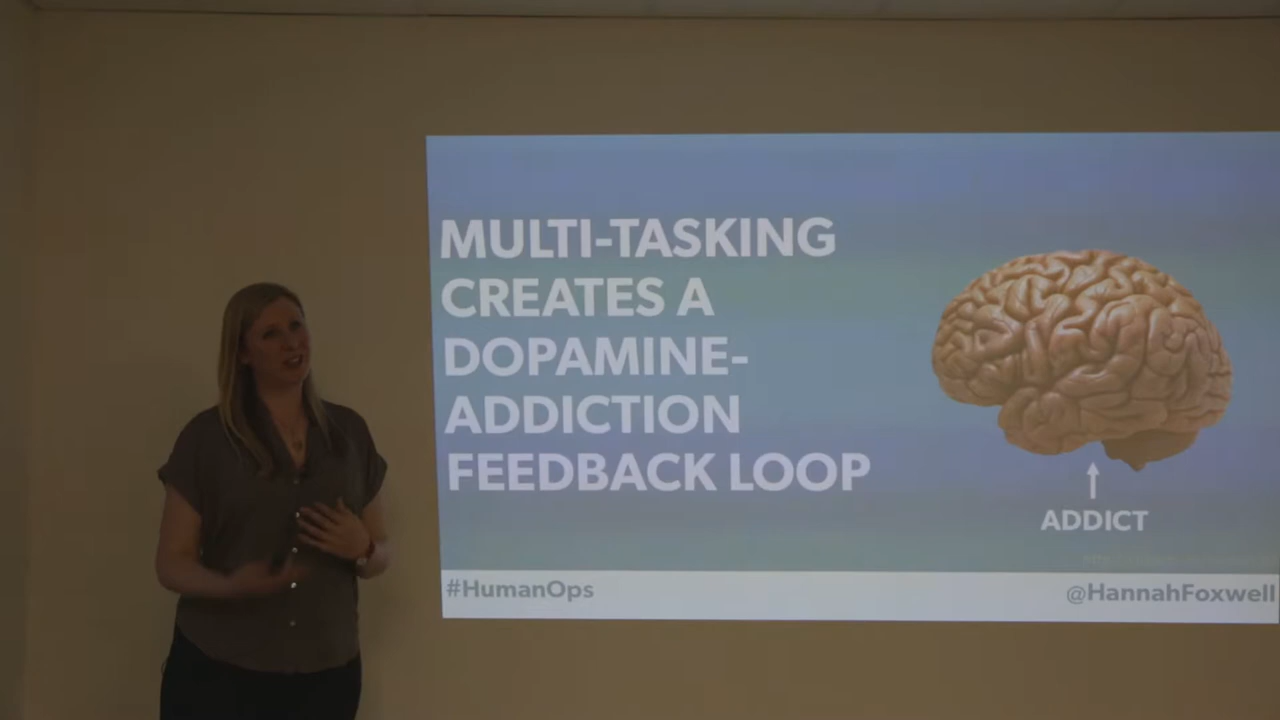 MULTI-TASKING
CREATES A
DOPAMINE-
ADDICTION
FEEDBACK LOOP
ADDICT
#HumanOps
@HannahFoxwell